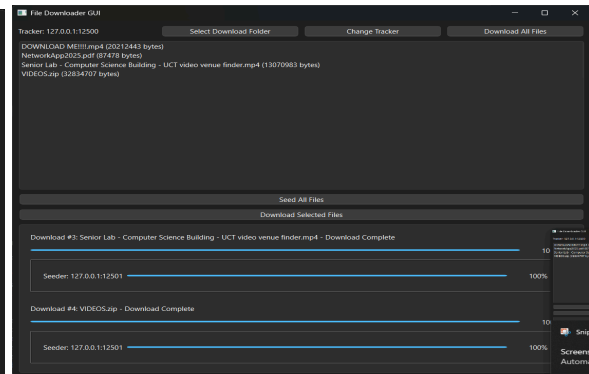 File Downloader GUI
Tracker: 127.0.0.1:12500 Select Download Folder Change Tracker Download All Files
DOWNLOAD ME!!!!.mp4 (20212443 bytes)
NetworkApp2025.pdf (87478 bytes)
Senior Lab - Computer Science Building - UCT video venue finder.mp4 (13070983 bytes)
VIDEOS.zip (32834707 bytes)
Seed All Files
Download Selected Files
Download #3: Senior Lab - Computer Science Building - UCT video venue finder.mp4 - Download Complete
10
Seeder: 127.0.0.1:12501 100%
Download #4: VIDEOS.zip - Download Complete
10
Snip
Seeder: 127.0.0.1:12501 100%
Screens
Automa